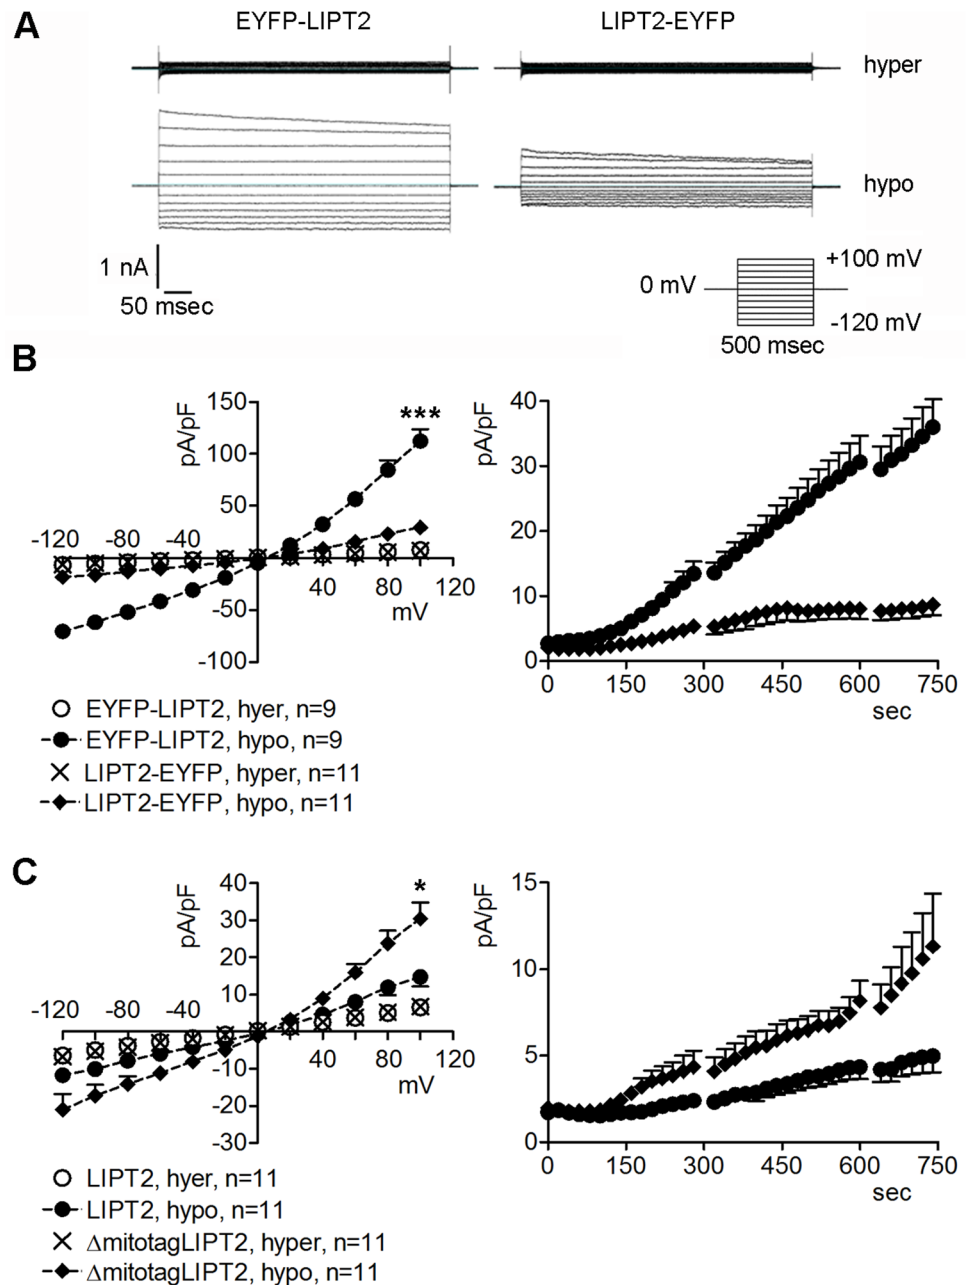 A
EYFP-LIPT2
LIPT2-EYFP
hyper
hypo
1 nA
50 msec
0 mV
+100 mV
-120 mV
500 msec
B
pA/pF
150
100
50
-50
-100
-120 -80 -40
40 80 120
mV
***
pA/pF
40
30
20
10
0
0 150 300 450 600 750
sec
EYFP-LIPT2, hyer, n=9
EYFP-LIPT2, hypo, n=9
LIPT2-EYFP, hyper, n=11
LIPT2-EYFP, hypo, n=11
C
pA/pF
40
30
20
10
-10
-20
-30
-120 -80 -40
40 80 120
mV
*
pA/pF
15
10
5
0
0 150 300 450 600 750
sec
LIPT2, hyer, n=11
LIPT2, hypo, n=11
ΔmitotagLIPT2, hyper, n=11
ΔmitotagLIPT2, hypo, n=11